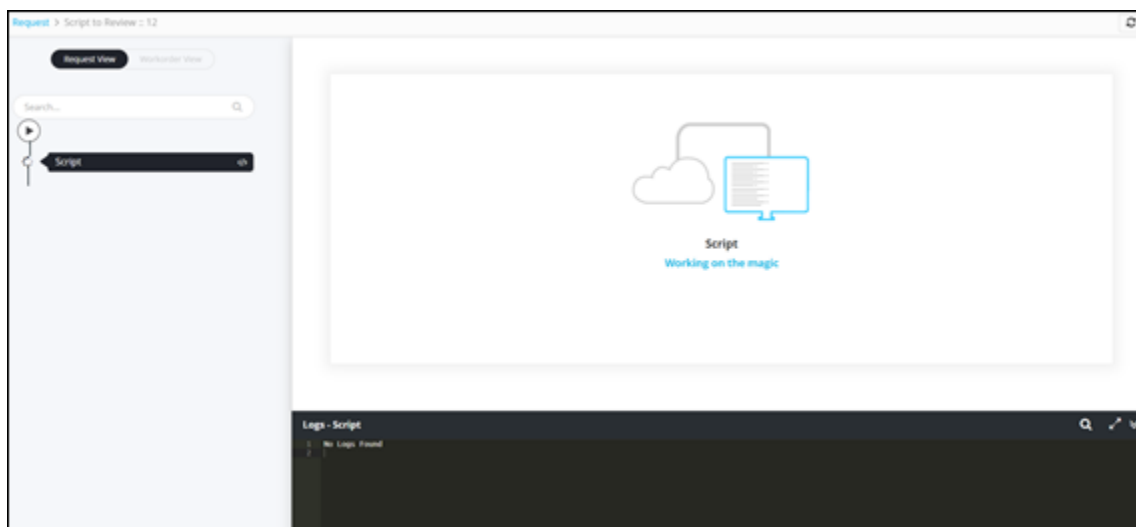 Request > Script to Review :: 12
Request View Workorder View
Search...
Script </>
Script
Working on the magic
Logs - Script
1 No Logs Found
2